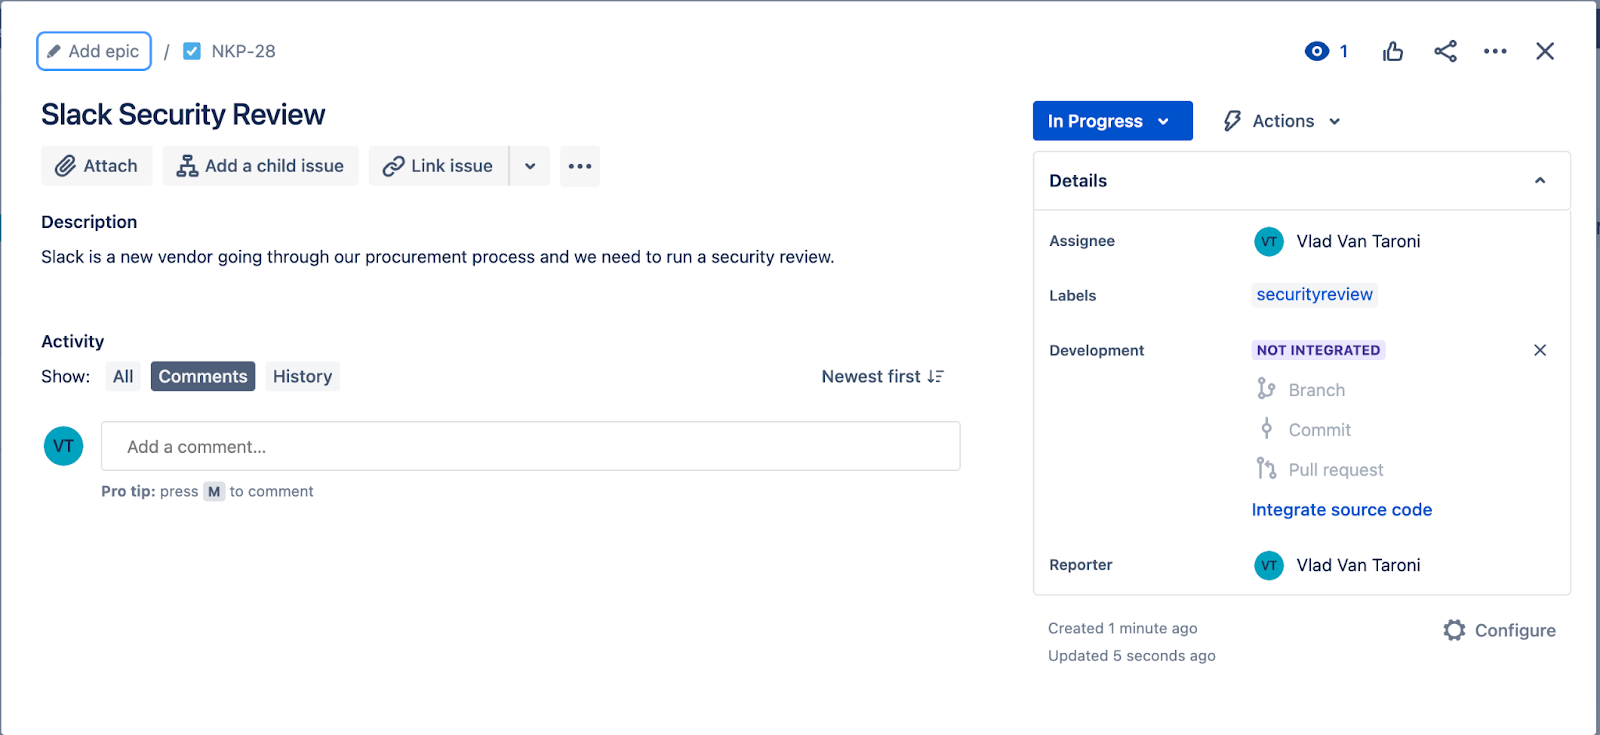 Add epic / NKP-28
1
Slack Security Review
Attach
Add a child issue
Link issue
Description
Slack is a new vendor going through our procurement process and we need to run a security review.
Activity
Show: All Comments History
Newest first
VT
Add a comment...
Pro tip: press M to comment
In Progress
Actions
Details
Assignee
VT Vlad Van Taroni
Labels
securityreview
Development
NOT INTEGRATED
Branch
Commit
Pull request
Integrate source code
Reporter
VT Vlad Van Taroni
Created 1 minute ago
Updated 5 seconds ago
Configure